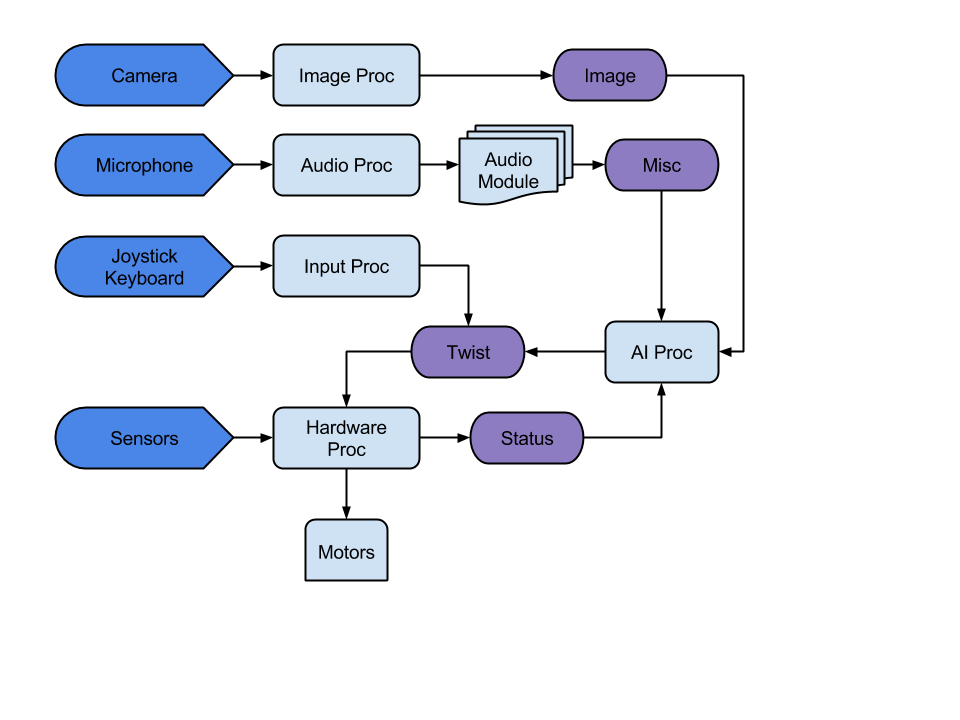 Camera
Image Proc
Image
Microphone
Audio Proc
Audio
Module
Misc
Joystick
Keyboard
Input Proc
Twist
AI Proc
Sensors
Hardware
Proc
Status
Motors